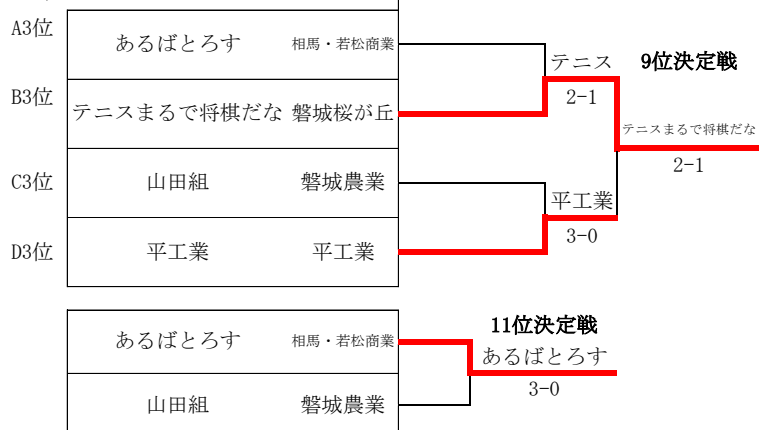 A3位 あるばとろす 相馬・若松商業
テニス 9位決定戦
B3位 テニスまるで将棋だな 磐城桜が丘
2-1
テニスまるで将棋だな
2-1
C3位 山田組 磐城農業
平工業
3-0
D3位 平工業 平工業
11位決定戦
あるばとろす 相馬・若松商業
あるばとろす
3-0
山田組 磐城農業